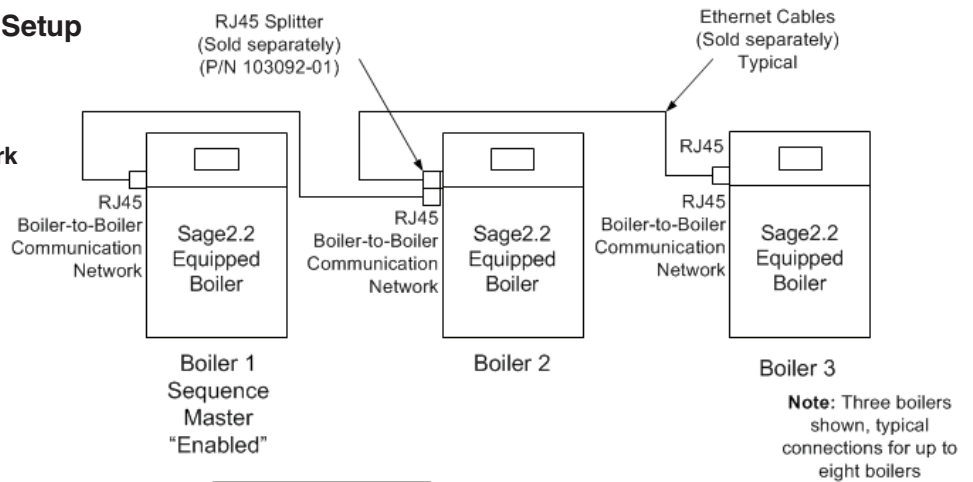 Setup
RJ45 Splitter
(Sold separately)
(P/N 103092-01)
Ethernet Cables
(Sold separately)
Typical
rk
RJ45
Boiler-to-Boiler
Communication
Network
Sage2.2
Equipped
Boiler
RJ45
Boiler-to-Boiler
Communication
Network
Sage2.2
Equipped
Boiler
RJ45
RJ45
Boiler-to-Boiler
Communication
Network
Sage2.2
Equipped
Boiler
Boiler 1
Sequence
Master
“Enabled”
Boiler 2
Boiler 3
Note: Three boilers
shown, typical
connections for up to
eight boilers